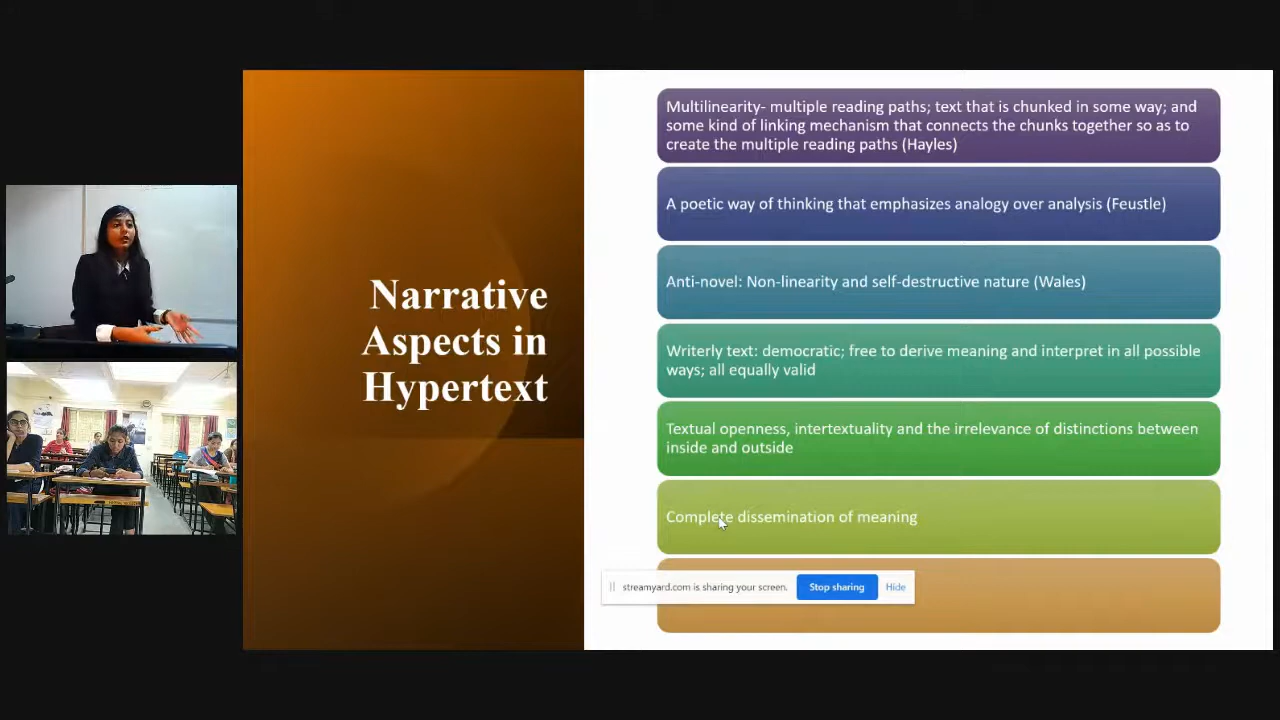 Narrative
Aspects in
Hypertext
Multilinearity- multiple reading paths; text that is chunked in some way; and
some kind of linking mechanism that connects the chunks together so as to
create the multiple reading paths (Hayles)
A poetic way of thinking that emphasizes analogy over analysis (Feustle)
Anti-novel: Non-linearity and self-destructive nature (Wales)
Writerly text: democratic; free to derive meaning and interpret in all possible
ways; all equally valid
Textual openness, intertextuality and the irrelevance of distinctions between
inside and outside
Complete dissemination of meaning
streamyard.com is sharing your screen. Stop sharing Hide